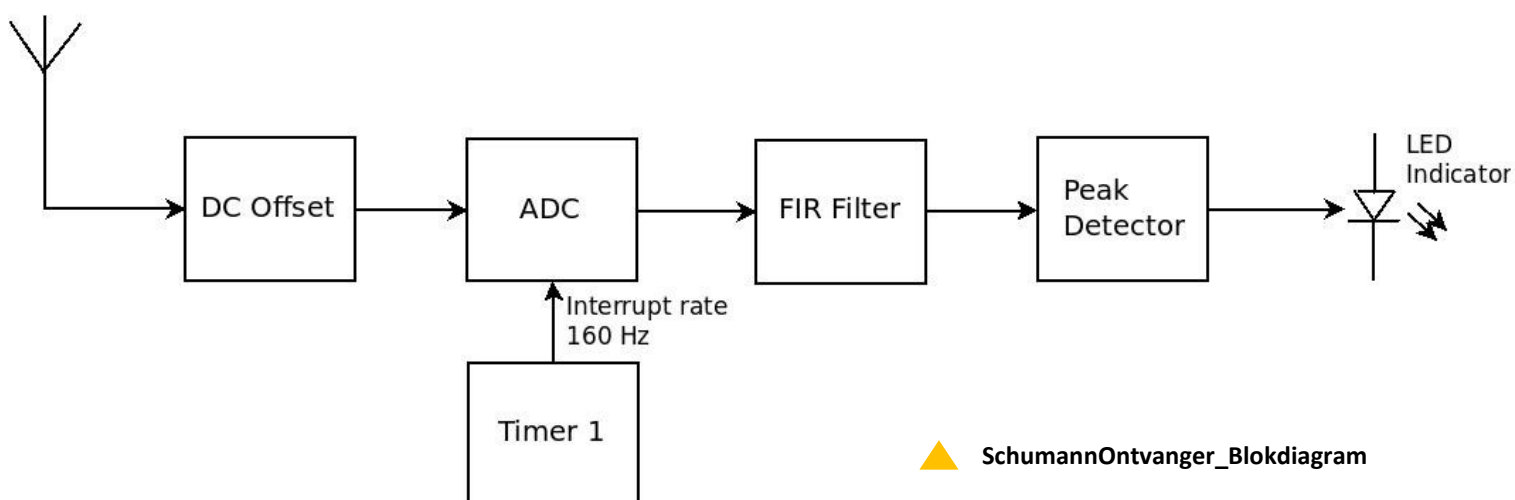 DC Offset
ADC
FIR Filter
Peak
Detector
LED
Indicator
Interrupt rate
160 Hz
Timer 1
SchumannOntvanger_Blokdiagram